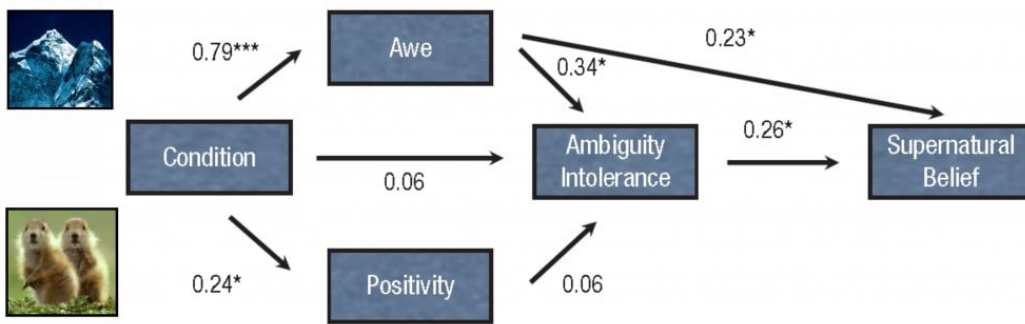 0.79***
Awe
0.23*
0.34*
Condition
0.06
Ambiguity
Intolerance
0.26*
Supernatural
Belief
0.24*
Positivity
0.06